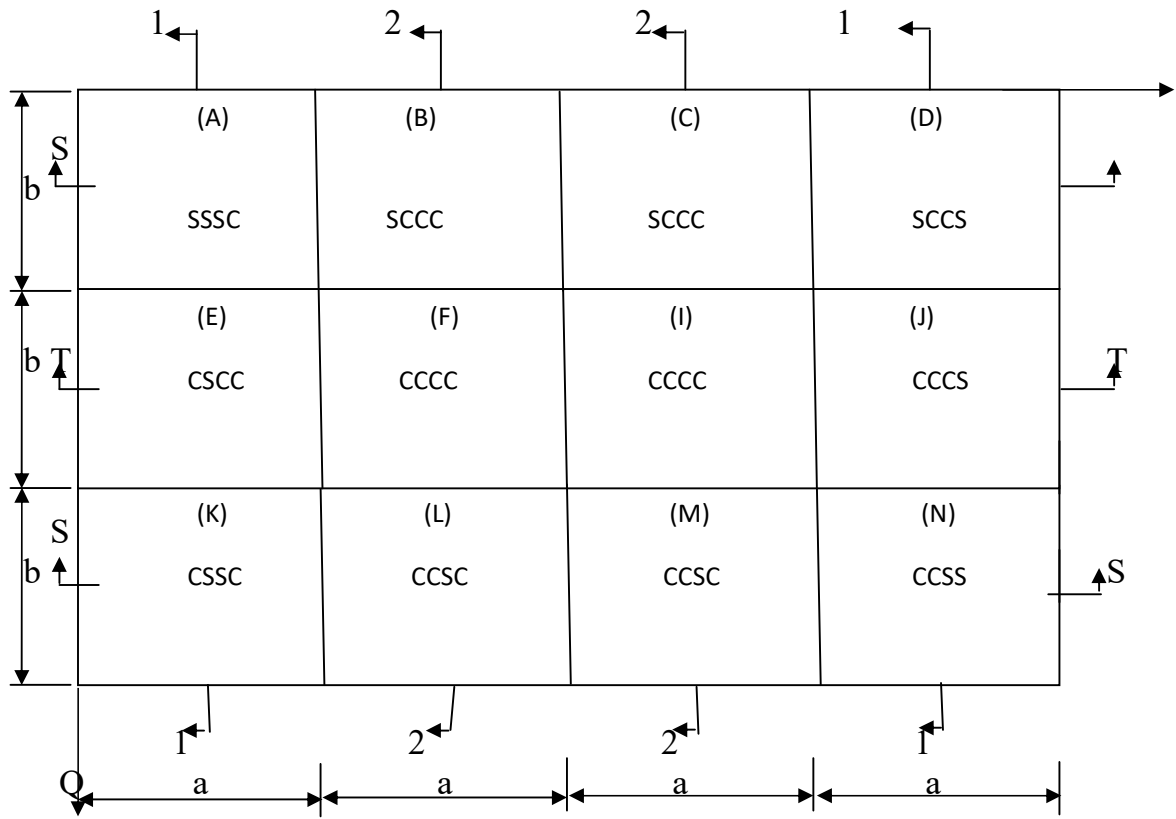 1 2 2 1
(A) (B) (C) (D)
S
b
SSSC SCCC SCCC SCCS
(E) (F) (I) (J)
b T T
CSCC CCCC CCCC CCCS
(K) (L) (M) (N)
S
b S
CSSC CCSC CCSC CCSS
1 2 2 1
Q a a a a